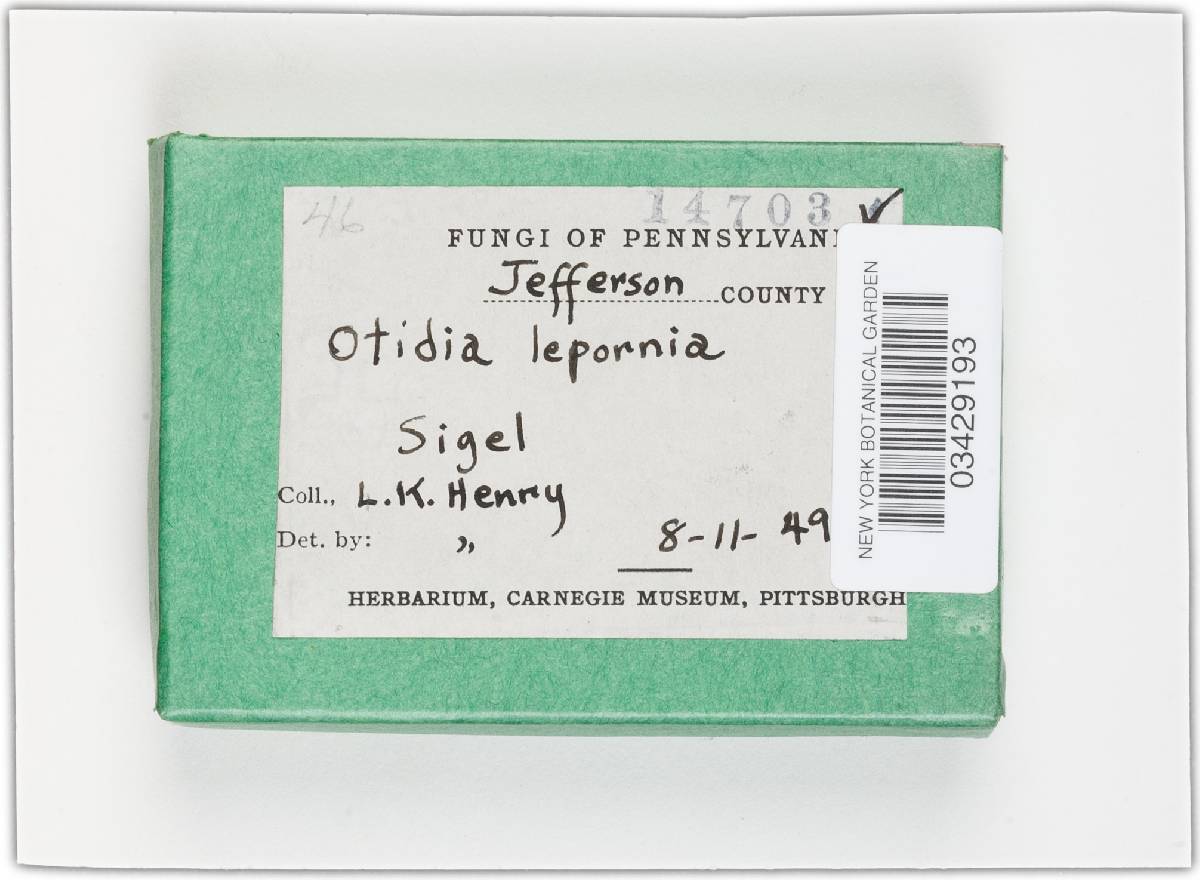 46
14703 ✓
FUNGI OF PENNSYLVANI
Jefferson COUNTY
Otidia lepornia
Sigel
Coll., L.K. Henry
Det. by: „ 8-11-49
HERBARIUM, CARNEGIE MUSEUM, PITTSBURGH
NEW YORK BOTANICAL GARDEN
03429193